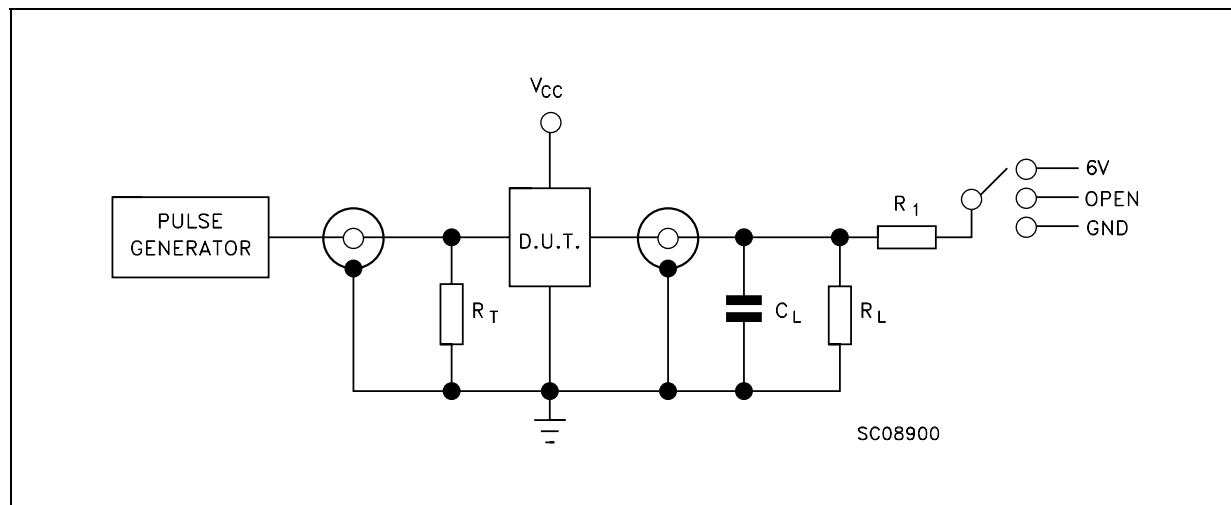 VCC
PULSE
GENERATOR
D.U.T.
RT
CL
RL
R1
6V
OPEN
GND
SC08900